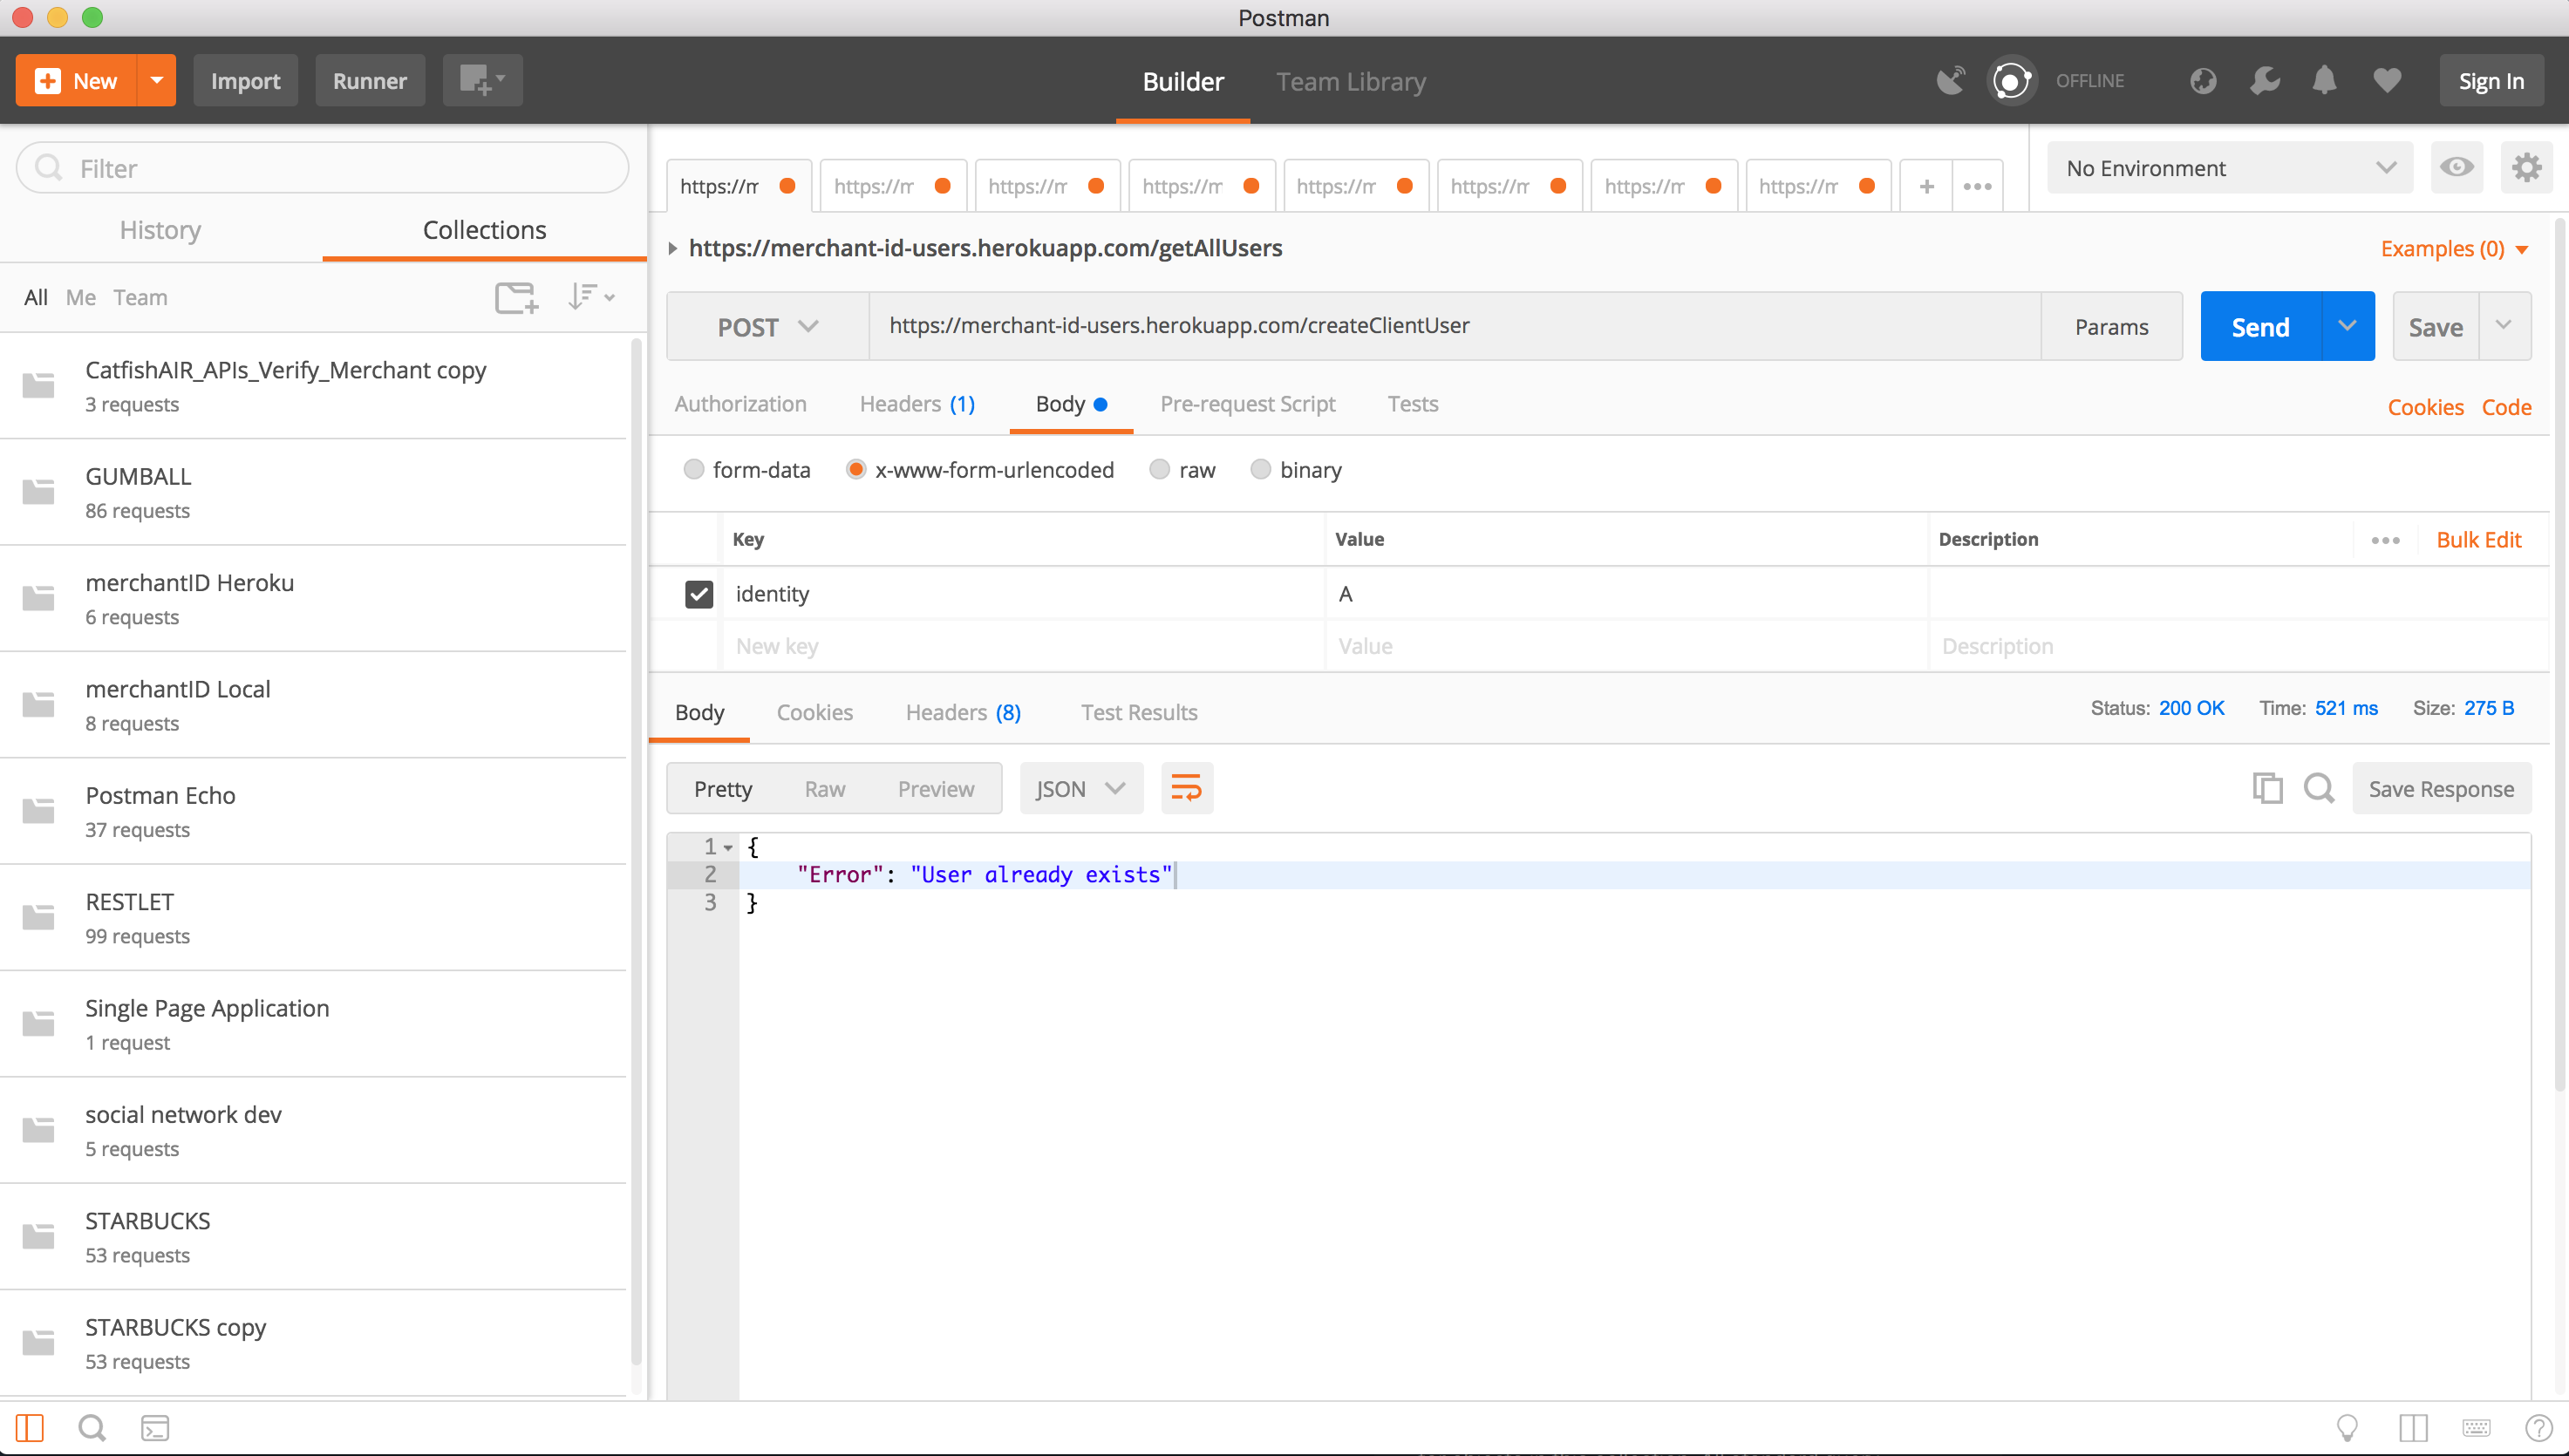 Postman
New
Import
Runner
Builder
Team Library
OFFLINE
Sign In
Filter
History
Collections
All Me Team
CatfishAIR_APIs_Verify_Merchant copy
3 requests
GUMBALL
86 requests
merchantID Heroku
6 requests
merchantID Local
8 requests
Postman Echo
37 requests
RESTLET
99 requests
Single Page Application
1 request
social network dev
5 requests
STARBUCKS
53 requests
STARBUCKS copy
53 requests
https://m
https://m
https://m
https://m
https://m
https://m
https://m
https://m
No Environment
https://merchant-id-users.herokuapp.com/getAllUsers
Examples (0)
POST
https://merchant-id-users.herokuapp.com/createClientUser
Params
Send
Save
Authorization
Headers (1)
Body
Pre-request Script
Tests
Cookies
Code
form-data
x-www-form-urlencoded
raw
binary
Key
Value
Description
Bulk Edit
identity
A
New key
Value
Description
Body
Cookies
Headers (8)
Test Results
Status: 200 OK
Time: 521 ms
Size: 275 B
Pretty
Raw
Preview
JSON
Save Response
1 {
2 "Error": "User already exists"
3 }